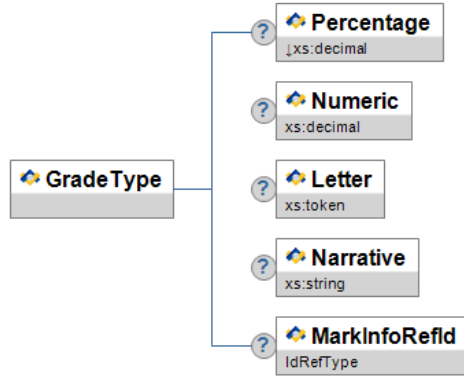 GradeType
?
Percentage
↓xs:decimal
?
Numeric
xs:decimal
?
Letter
xs:token
?
Narrative
xs:string
?
MarkInfoRefId
IdRefType